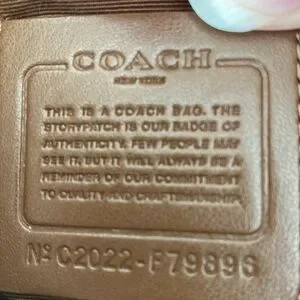 COACH
NEW YORK
THIS IS A COACH BAG. THE
STORYPATCH IS OUR BADGE OF
AUTHENTICITY. FEW PEOPLE MAY
SEE IT, BUT IT WILL ALWAYS BE A
REMINDER OF OUR COMMITMENT
TO QUALITY AND CRAFTSMANSHIP.
Nº C2022-F79896